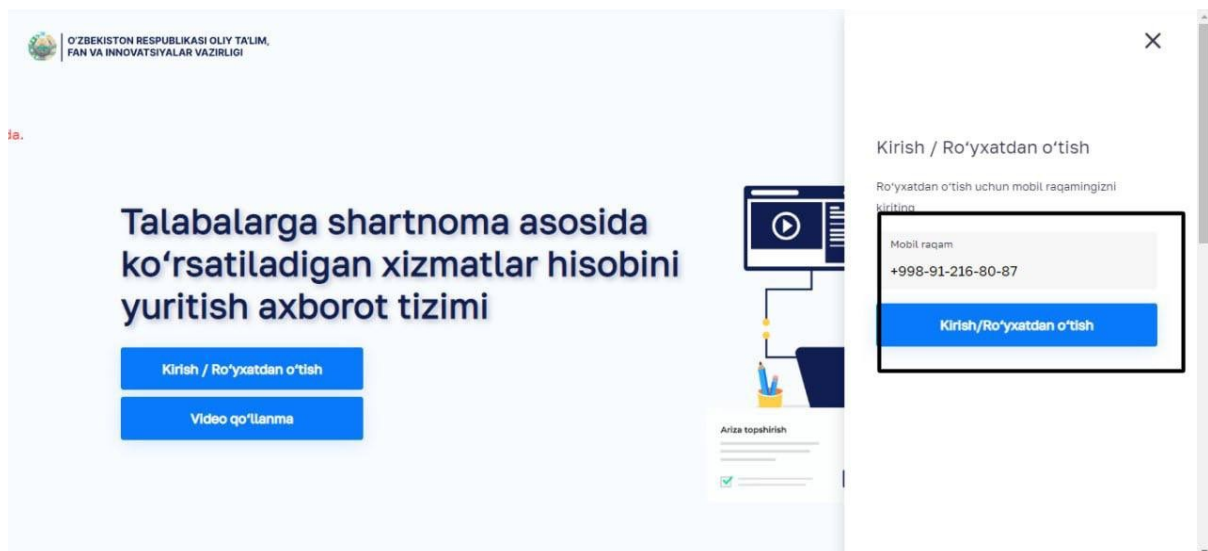 O‘ZBEKISTON RESPUBLIKASI OLIY TA’LIM,
FAN VA INNOVATSIYALAR VAZIRLIGI
da.
Talabalarga shartnoma asosida
ko‘rsatiladigan xizmatlar hisobini
yuritish axborot tizimi
Kirish / Ro‘yxatdan o‘tish
Video qo‘llanma
Ariza topshirish
Kirish / Ro‘yxatdan o‘tish
Ro‘yxatdan o‘tish uchun mobil raqamingizni
kiriting
Mobil raqam
+998-91-216-80-87
Kirish/Ro‘yxatdan o‘tish